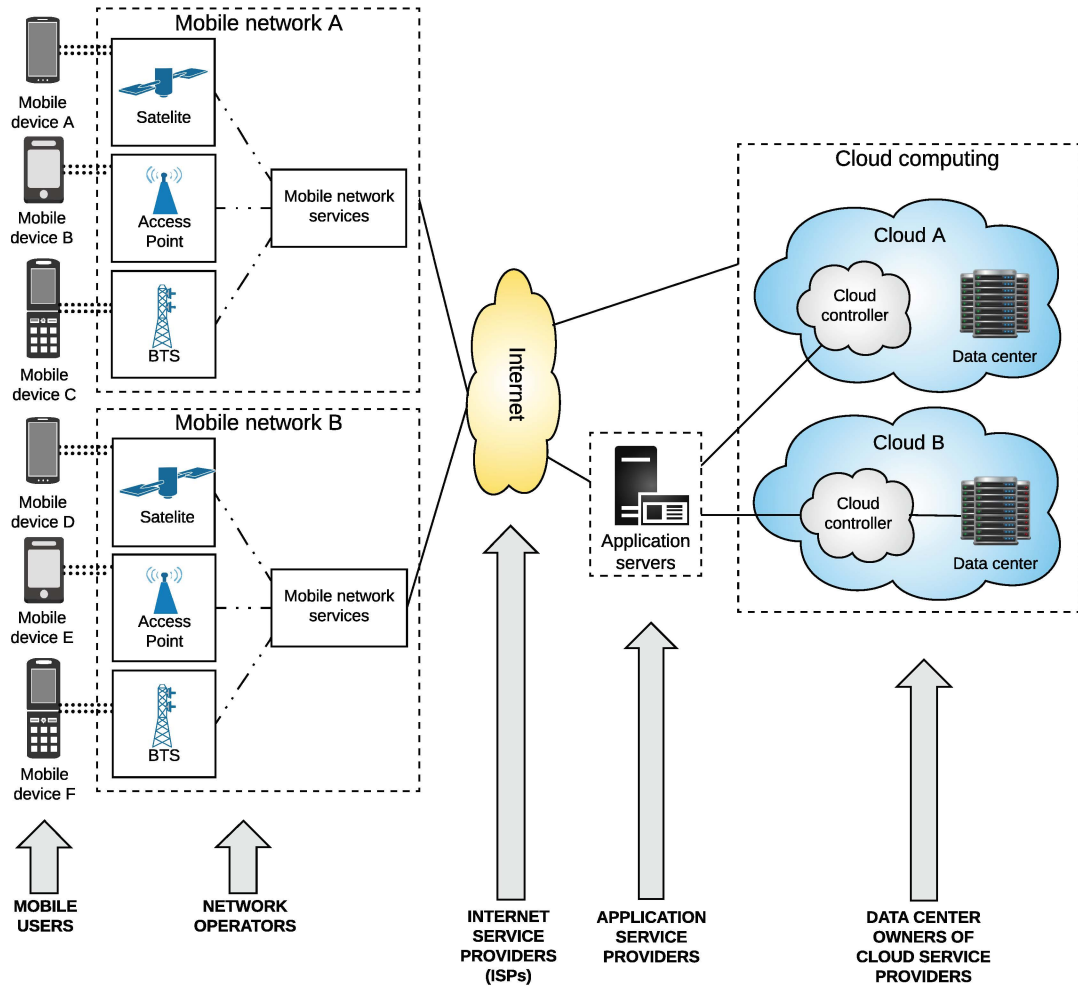 Mobile network A
Mobile
device A
Satelite
Mobile
device B
Access
Point
Mobile network
services
Mobile
device C
BTS
Mobile network B
Mobile
device D
Satelite
Mobile
device E
Access
Point
Mobile network
services
Mobile
device F
BTS
Internet
Application
servers
Cloud computing
Cloud A
Cloud
controller
Data center
Cloud B
Cloud
controller
Data center
MOBILE
USERS
NETWORK
OPERATORS
INTERNET
SERVICE
PROVIDERS
(ISPs)
APPLICATION
SERVICE
PROVIDERS
DATA CENTER
OWNERS OF
CLOUD SERVICE
PROVIDERS